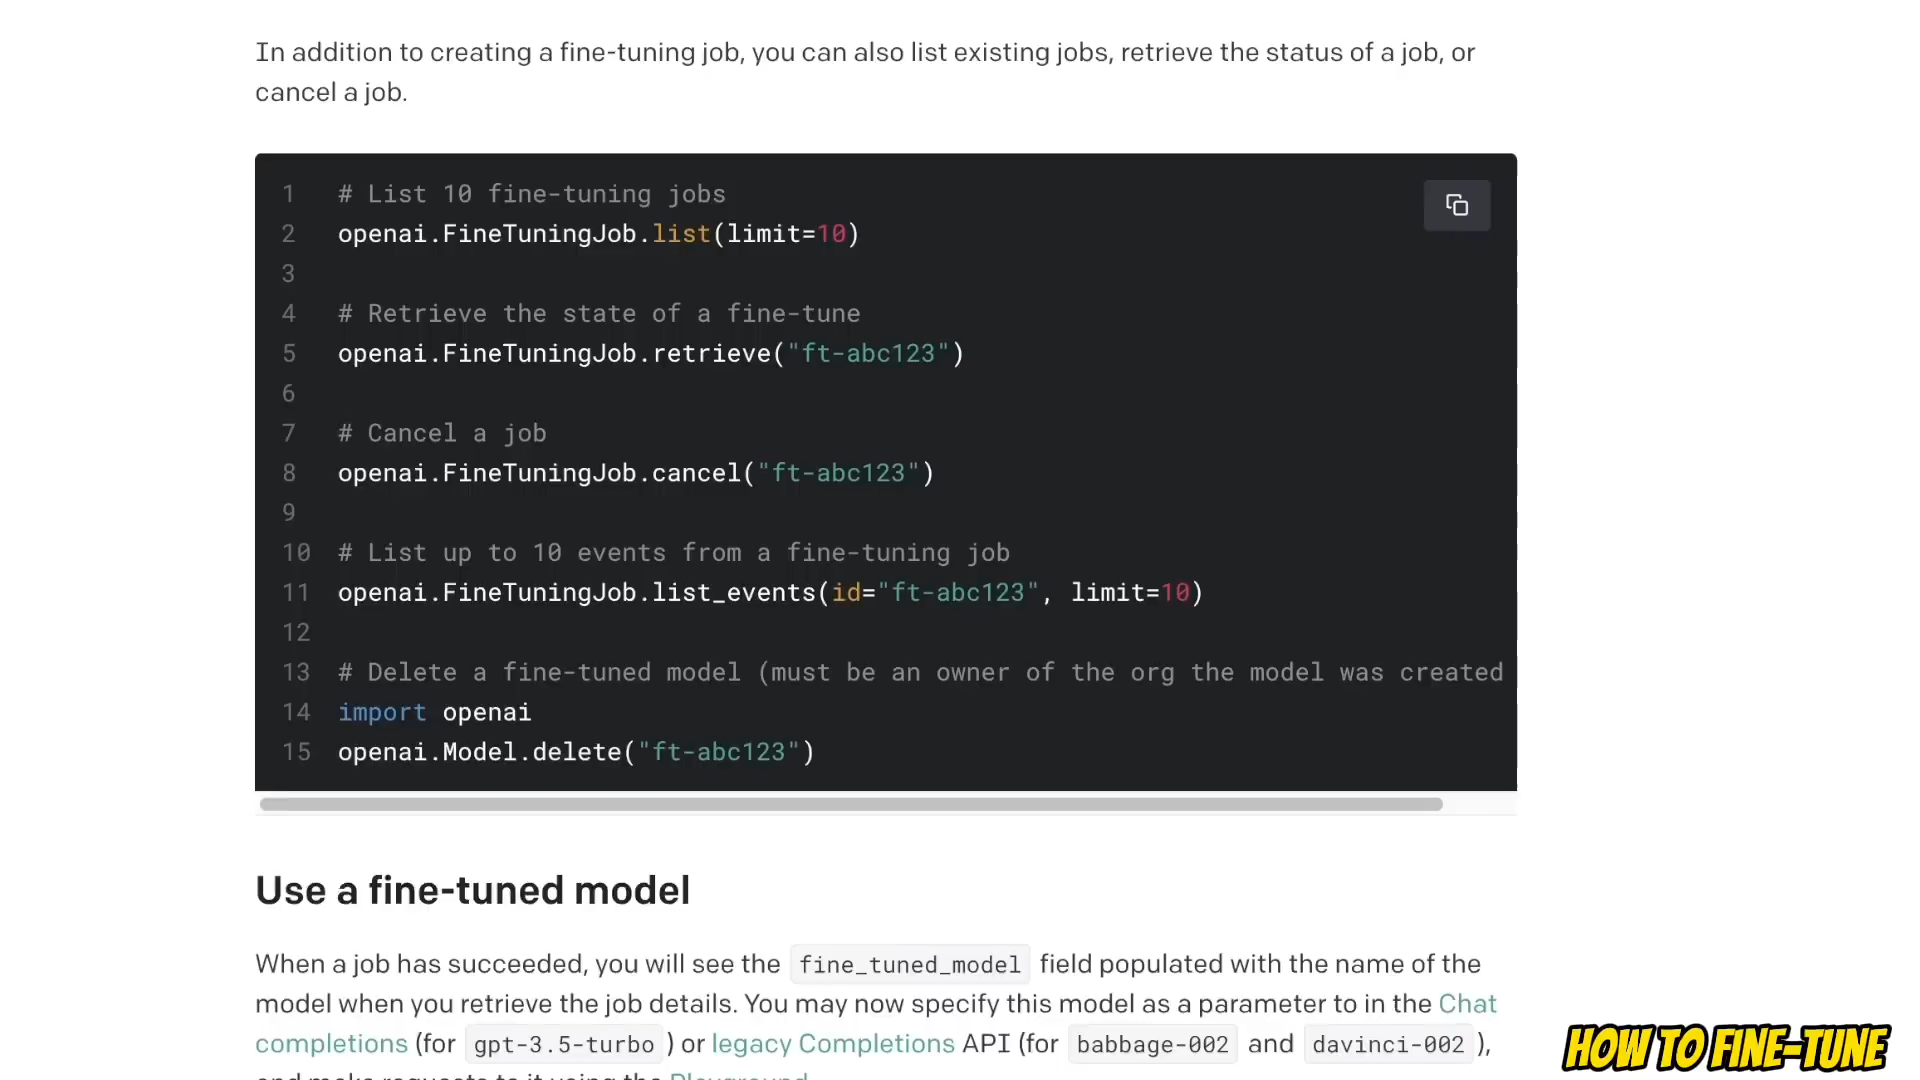 In addition to creating a fine-tuning job, you can also list existing jobs, retrieve the status of a job, or
cancel a job.
1 # List 10 fine-tuning jobs
2 openai.FineTuningJob.list(limit=10)
3
4 # Retrieve the state of a fine-tune
5 openai.FineTuningJob.retrieve("ft-abc123")
6
7 # Cancel a job
8 openai.FineTuningJob.cancel("ft-abc123")
9
10 # List up to 10 events from a fine-tuning job
11 openai.FineTuningJob.list_events(id="ft-abc123", limit=10)
12
13 # Delete a fine-tuned model (must be an owner of the org the model was created
14 import openai
15 openai.Model.delete("ft-abc123")
Use a fine-tuned model
When a job has succeeded, you will see the fine_tuned_model field populated with the name of the
model when you retrieve the job details. You may now specify this model as a parameter to in the Chat
completions (for gpt-3.5-turbo ) or legacy Completions API (for babbage-002 and davinci-002 ),
and make requests to it using the Playground.
HOW TO FINE-TUNE